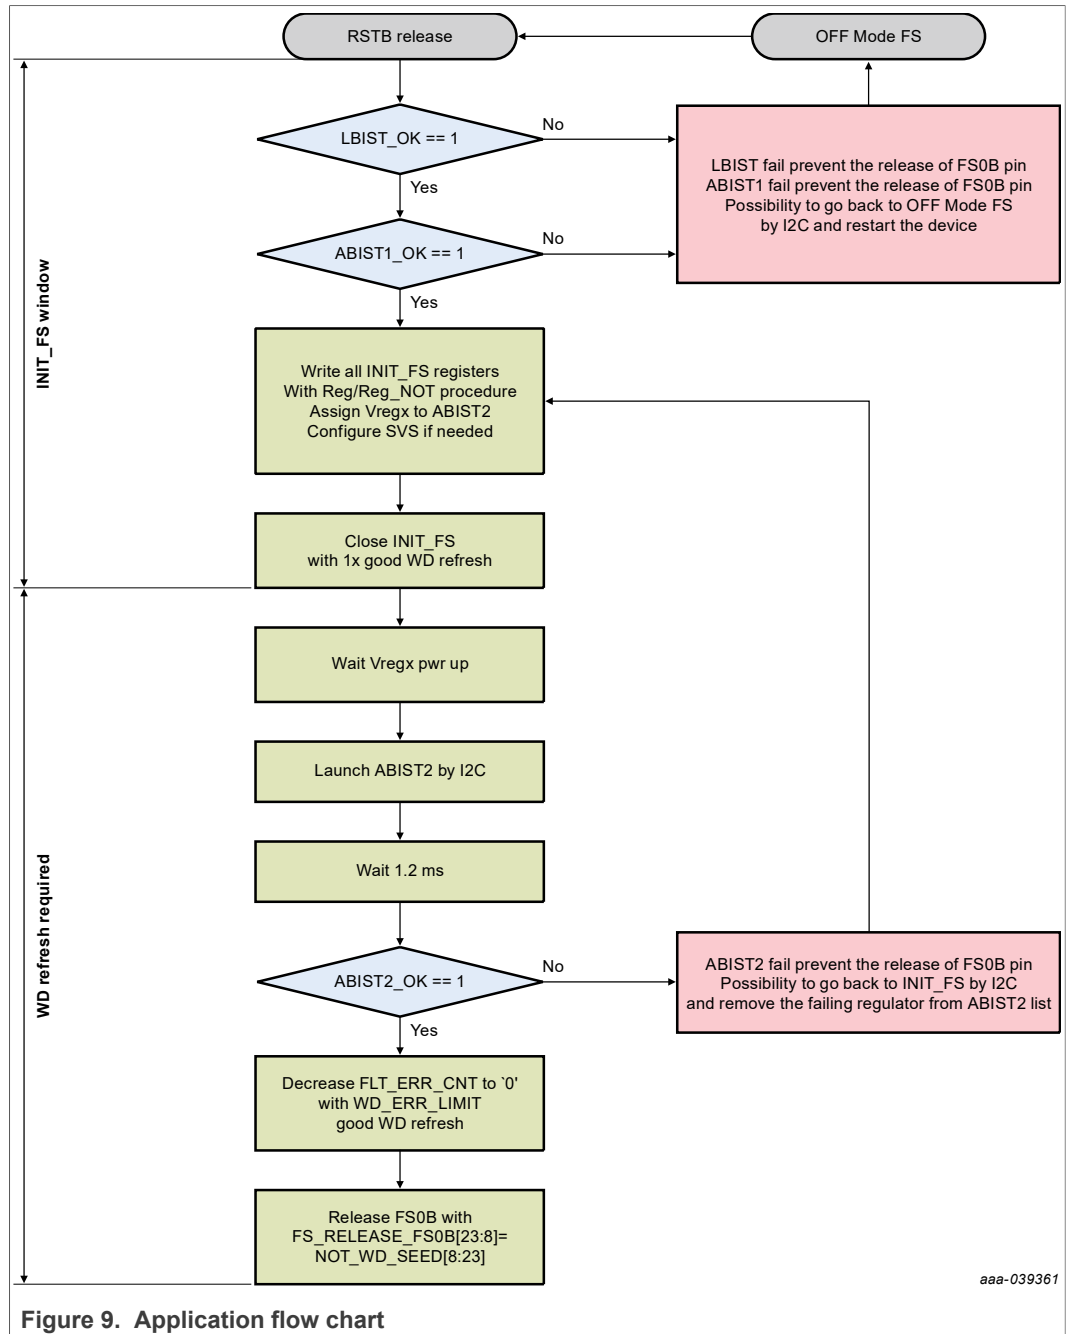 RSTB release
OFF Mode FS
LBIST_OK == 1
No
Yes
LBIST fail prevent the release of FS0B pin
ABIST1 fail prevent the release of FS0B pin
Possibility to go back to OFF Mode FS
by I2C and restart the device
ABIST1_OK == 1
No
Yes
INIT_FS window
Write all INIT_FS registers
With Reg/Reg_NOT procedure
Assign Vregx to ABIST2
Configure SVS if needed
Close INIT_FS
with 1x good WD refresh
Wait Vregx pwr up
Launch ABIST2 by I2C
Wait 1.2 ms
WD refresh required
ABIST2_OK == 1
No
Yes
ABIST2 fail prevent the release of FS0B pin
Possibility to go back to INIT_FS by I2C
and remove the failing regulator from ABIST2 list
Decrease FLT_ERR_CNT to `0'
with WD_ERR_LIMIT
good WD refresh
Release FS0B with
FS_RELEASE_FS0B[23:8]=
NOT_WD_SEED[8:23]
aaa-039361
Figure 9. Application flow chart